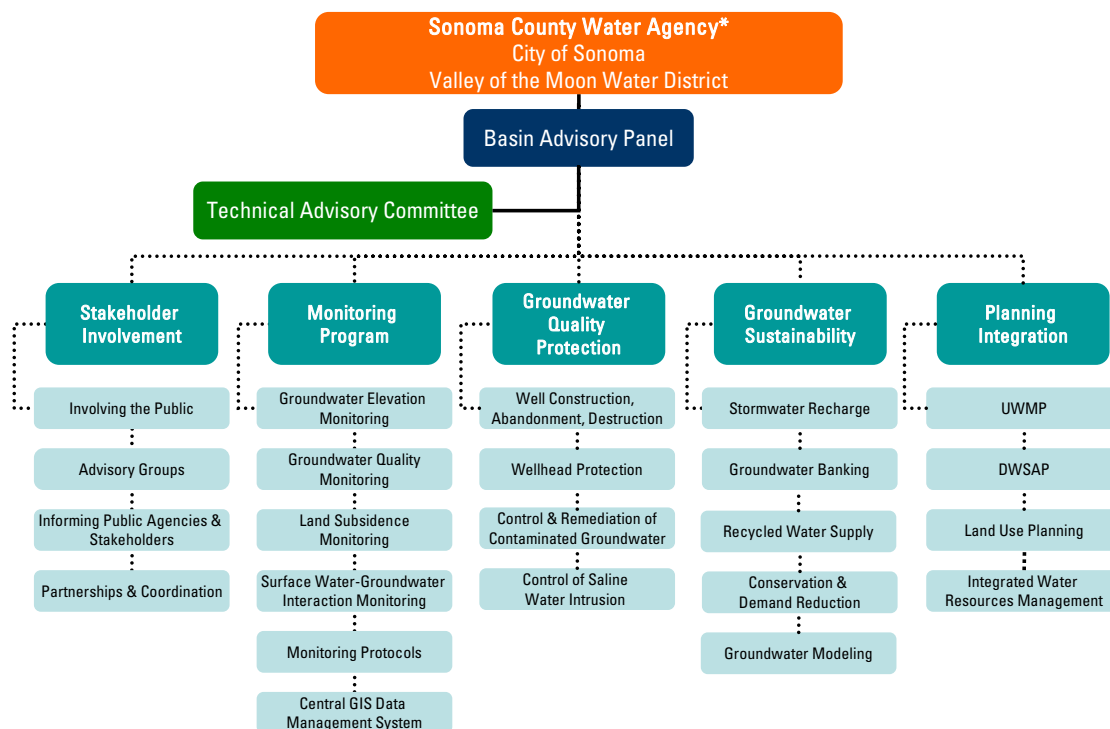 Sonoma County Water Agency*
City of Sonoma
Valley of the Moon Water District
Basin Advisory Panel
Technical Advisory Committee
Stakeholder
Involvement
Involving the Public
Advisory Groups
Informing Public Agencies &
Stakeholders
Partnerships & Coordination
Monitoring
Program
Groundwater Elevation
Monitoring
Groundwater Quality
Monitoring
Land Subsidence
Monitoring
Surface Water-Groundwater
Interaction Monitoring
Monitoring Protocols
Central GIS Data
Management System
Groundwater
Quality
Protection
Well Construction,
Abandonment, Destruction
Wellhead Protection
Control & Remediation of
Contaminated Groundwater
Control of Saline
Water Intrusion
Groundwater
Sustainability
Stormwater Recharge
Groundwater Banking
Recycled Water Supply
Conservation &
Demand Reduction
Groundwater Modeling
Planning
Integration
UWMP
DWSAP
Land Use Planning
Integrated Water
Resources Management